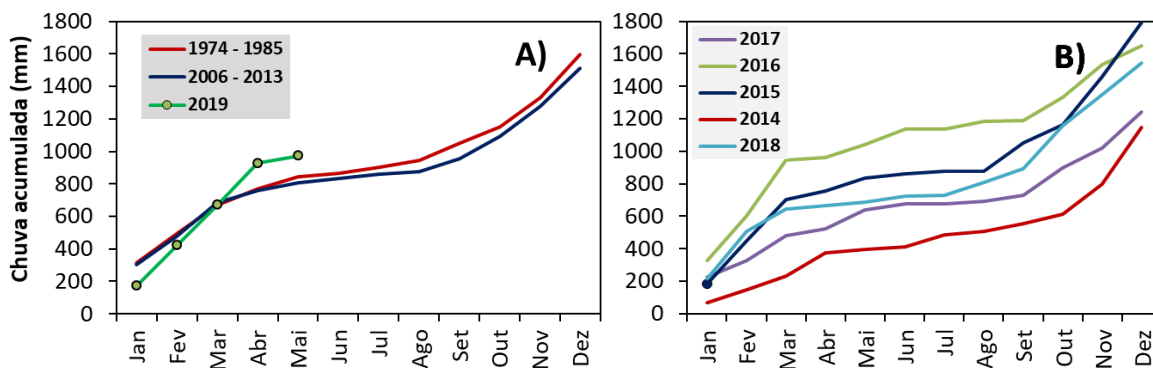 Chuva acumulada (mm)
1800
1600
1400
1200
1000
800
600
400
200
0
1974 - 1985
2006 - 2013
2019
A)
Jan
Fev
Mar
Abr
Mai
Jun
Jul
Ago
Set
Out
Nov
Dez
1800
1600
1400
1200
1000
800
600
400
200
0
2017
2016
2015
2014
2018
B)
Jan
Fev
Mar
Abr
Mai
Jun
Jul
Ago
Set
Out
Nov
Dez